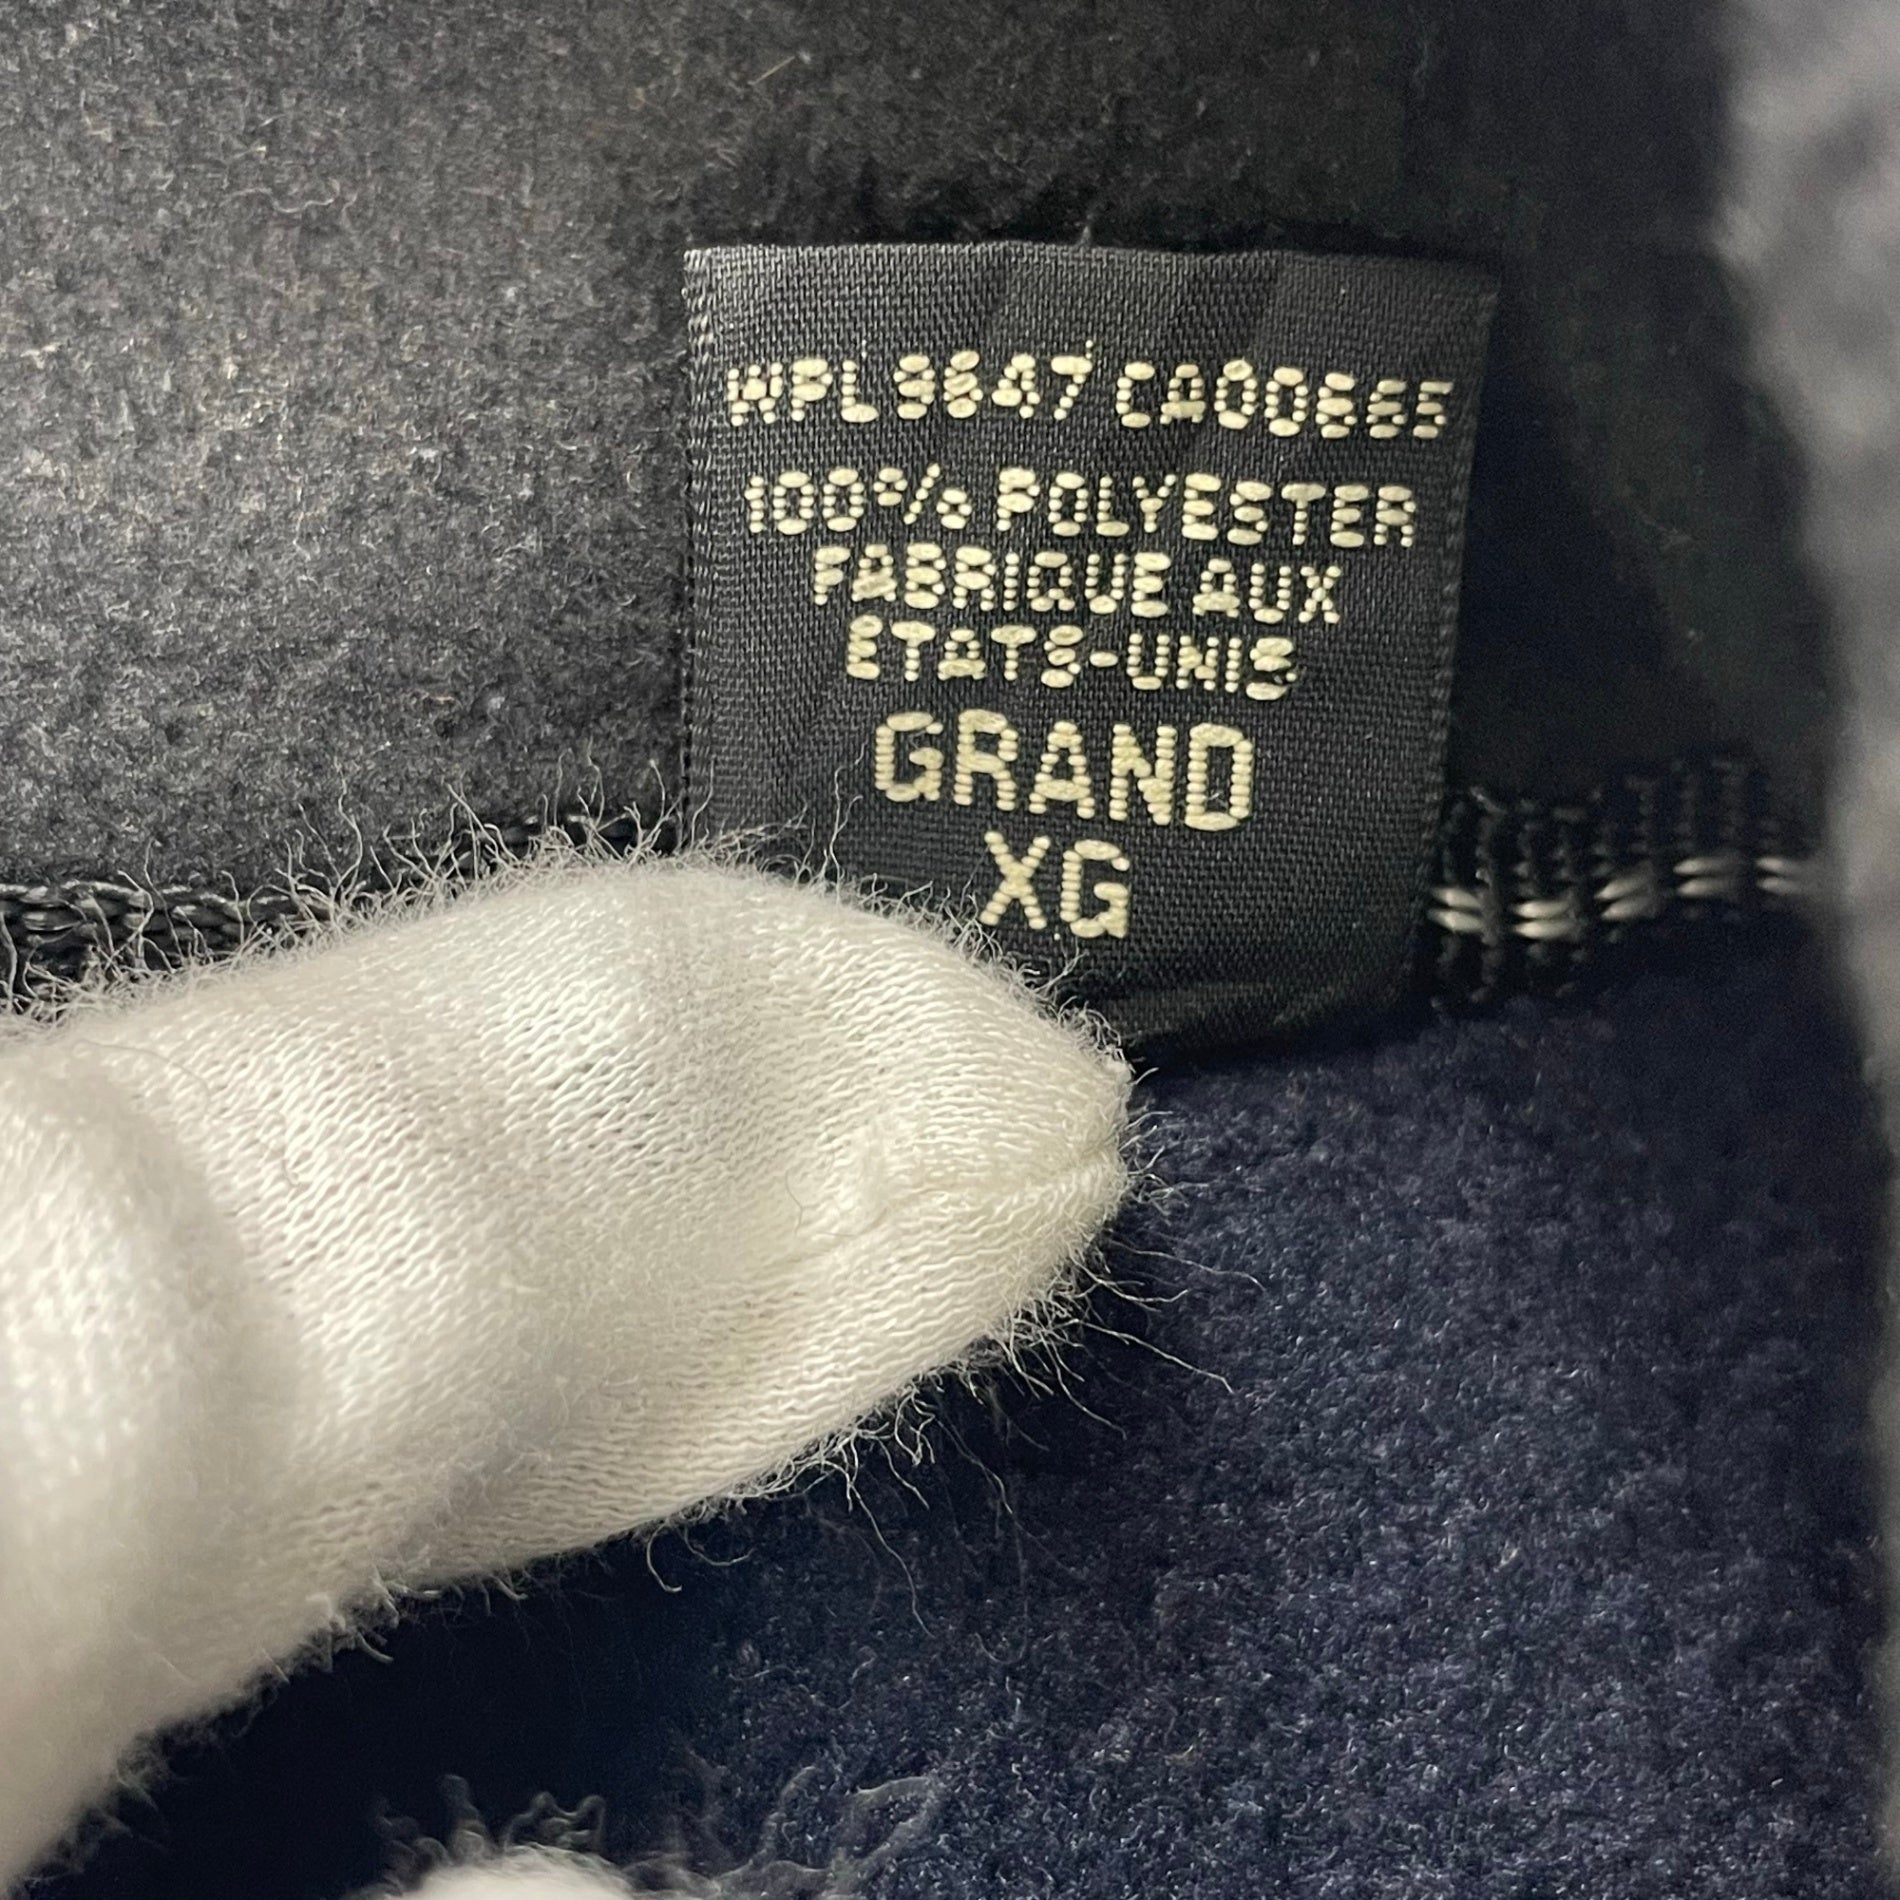 WPL9647 CA00665
100% POLYESTER
FABRIQUE AUX
ETATS-UNIS
GRAND
XG